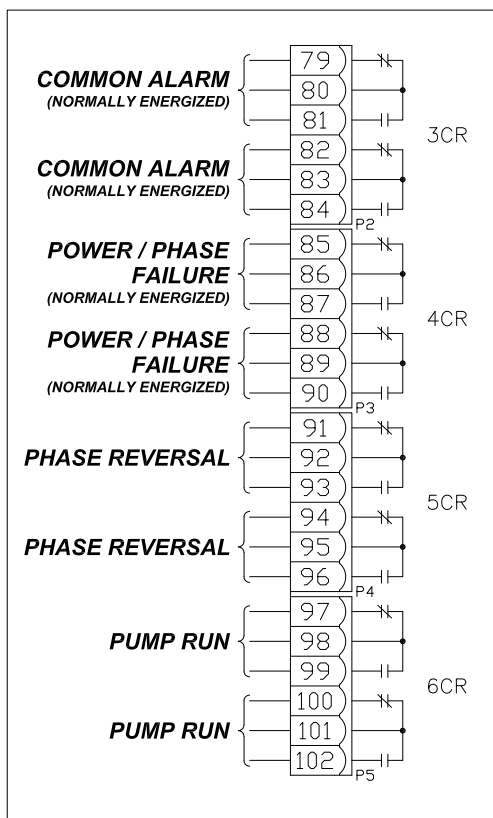 COMMON ALARM
(NORMALLY ENERGIZED)
79
80
81
3CR
COMMON ALARM
(NORMALLY ENERGIZED)
82
83
84
P2
POWER / PHASE
FAILURE
(NORMALLY ENERGIZED)
85
86
87
4CR
POWER / PHASE
FAILURE
(NORMALLY ENERGIZED)
88
89
90
P3
PHASE REVERSAL
91
92
93
5CR
PHASE REVERSAL
94
95
96
P4
PUMP RUN
97
98
99
6CR
PUMP RUN
100
101
102
P5